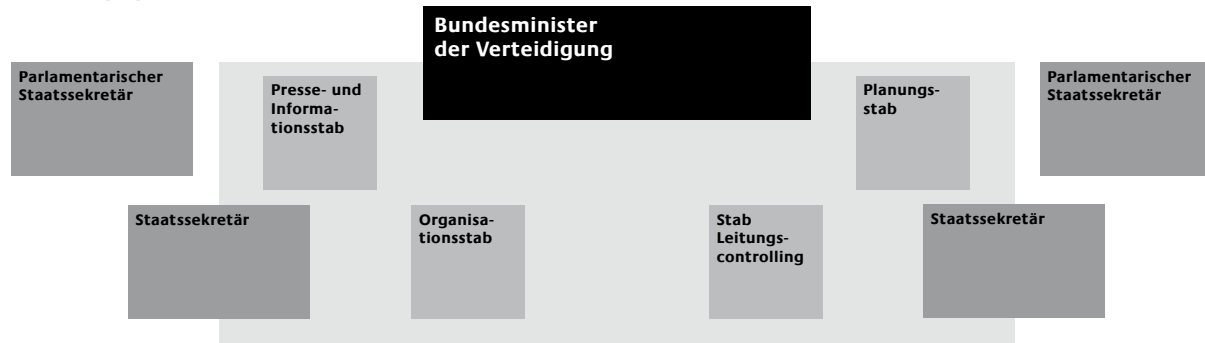 Bundesminister
der Verteidigung
Parlamentarischer
Staatssekretär
Presse- und
Informa-
tionsstab
Planungs-
stab
Parlamentarischer
Staatssekretär
Staatssekretär
Organisa-
tionsstab
Stab
Leitungs-
controlling
Staatssekretär